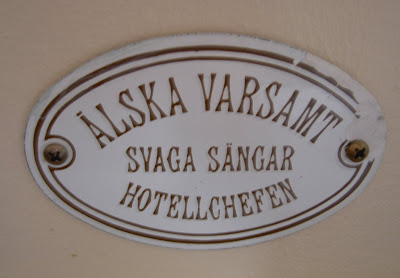 ÄLSKA VARSAMT
SVAGA SÄNGAR
HOTELLCHEFEN